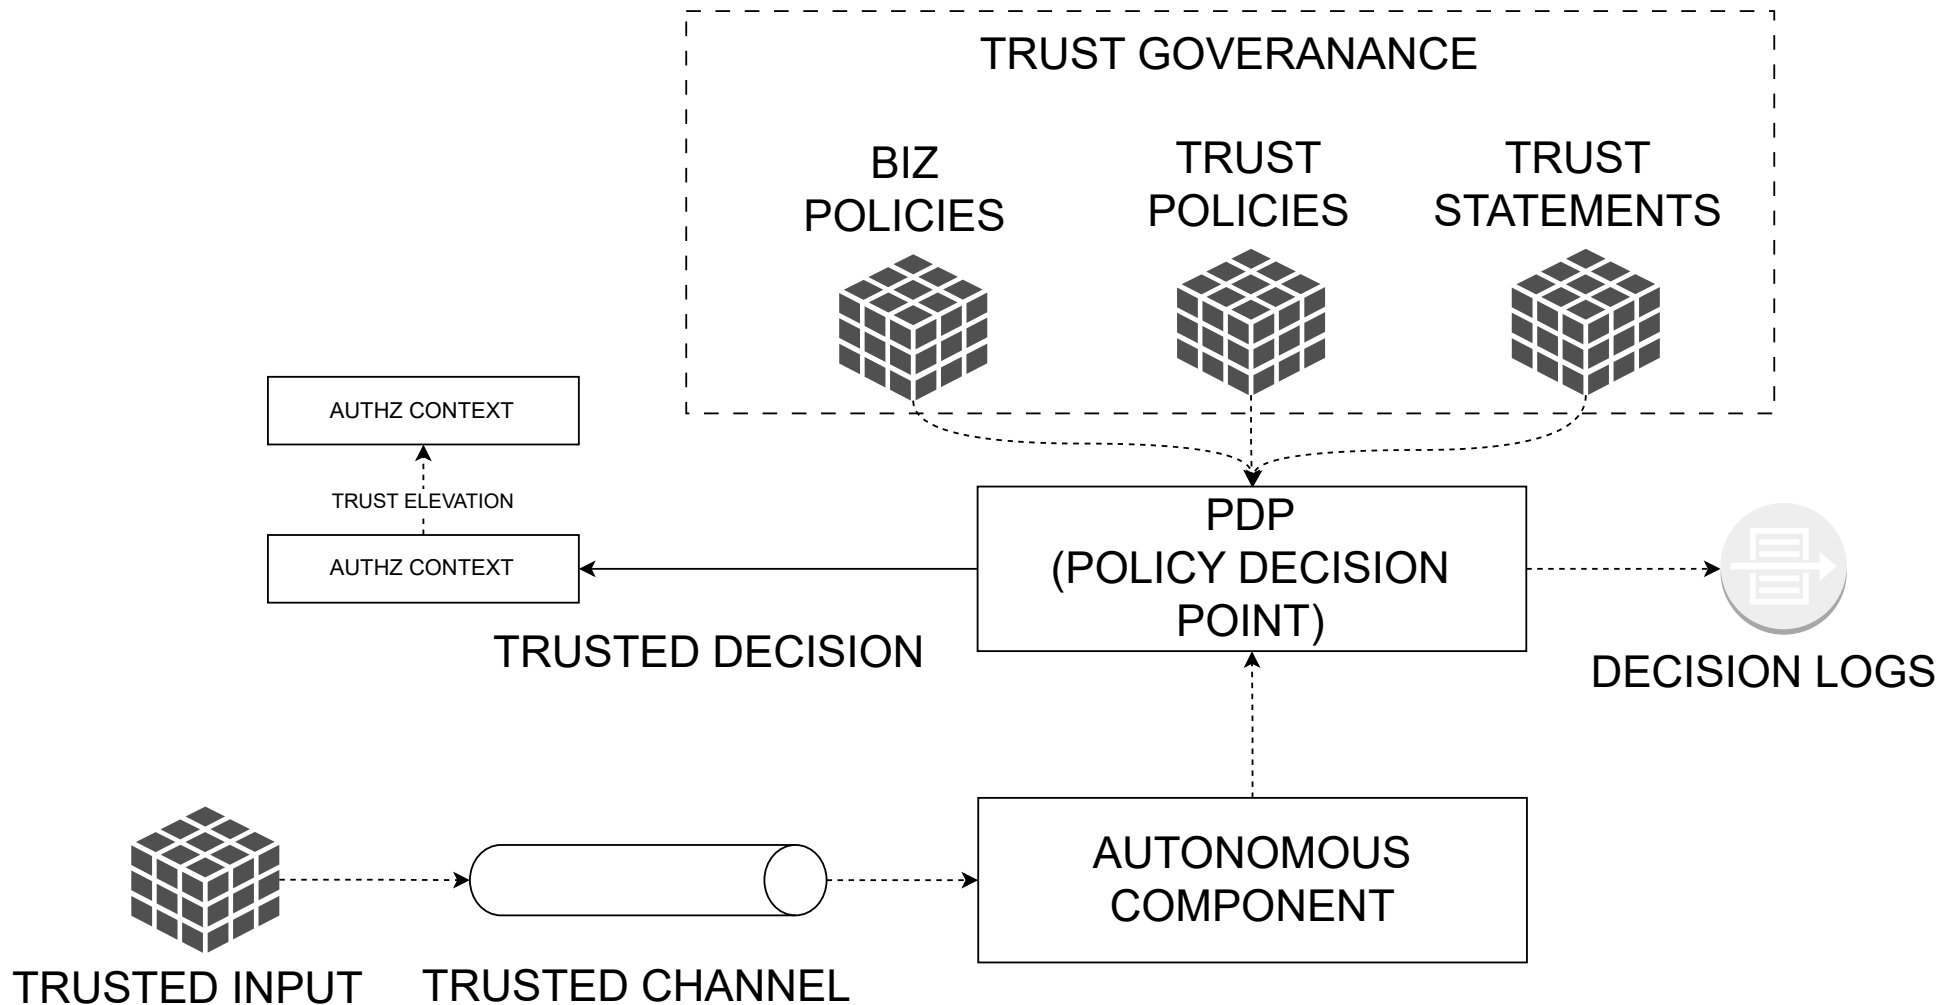 TRUST GOVERANANCE
BIZ
POLICIES
TRUST
POLICIES
TRUST
STATEMENTS
AUTHZ CONTEXT
TRUST ELEVATION
AUTHZ CONTEXT
PDP
(POLICY DECISION
POINT)
TRUSTED DECISION
DECISION LOGS
AUTONOMOUS
COMPONENT
TRUSTED INPUT
TRUSTED CHANNEL